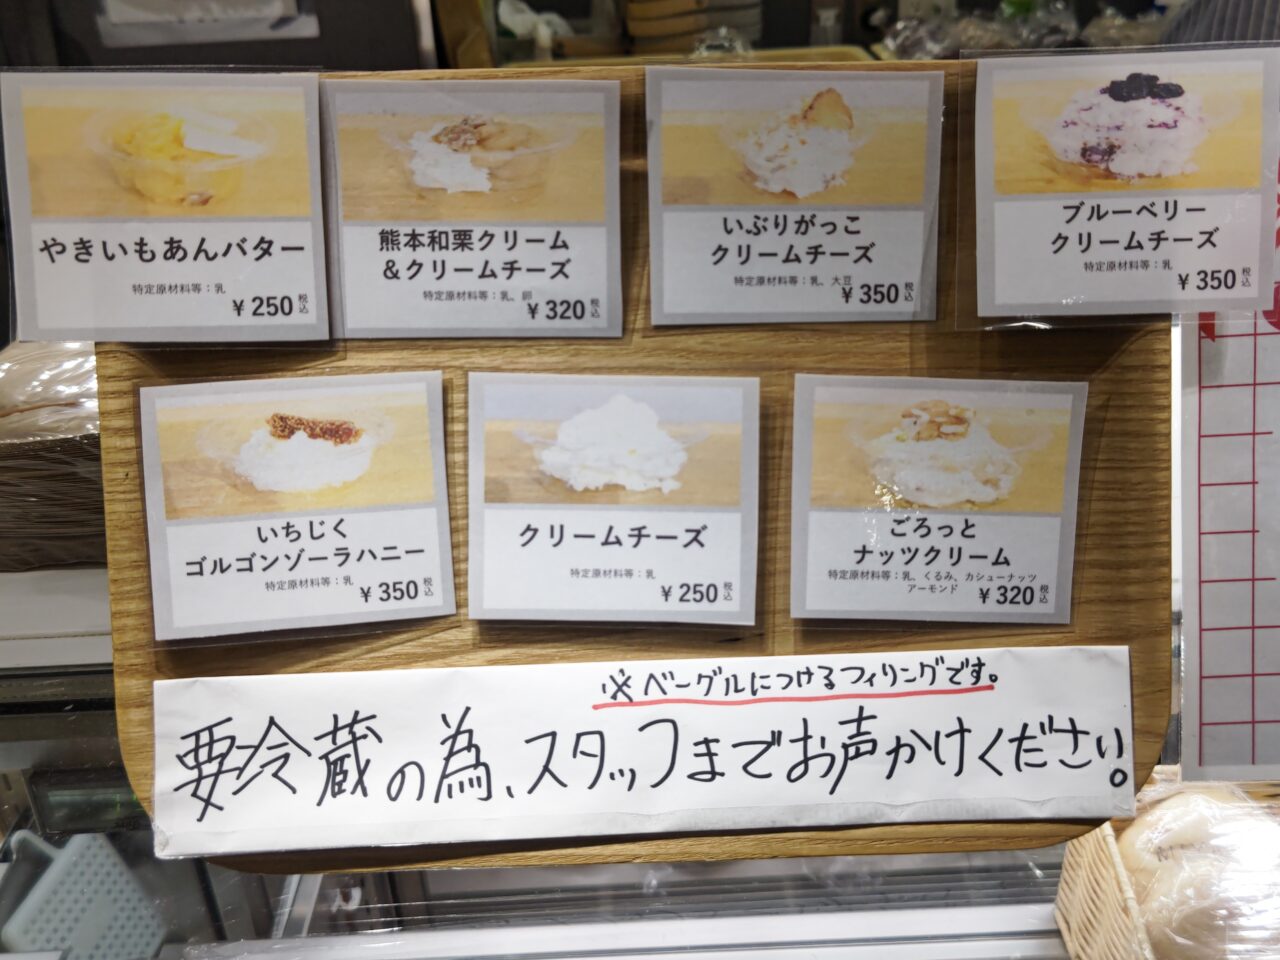 やきいもあんバター
特定原材料等：乳
¥250 税込
熊本和栗クリーム
&クリームチーズ
特定原材料等：乳、卵
¥320 税込
いぶりがっこ
クリームチーズ
特定原材料等：乳、大豆
¥350 税込
ブルーベリー
クリームチーズ
特定原材料等：乳
¥350 税込
いちじく
ゴルゴンゾーラハニー
特定原材料等：乳
¥350 税込
クリームチーズ
特定原材料等：乳
¥250 税込
ごろっと
ナッツクリーム
特定原材料等：乳、くるみ、カシューナッツ
アーモンド
¥320 税込
※ベーグルにつけるフィリングです。
要冷蔵の為、スタッフまでお声かけください。